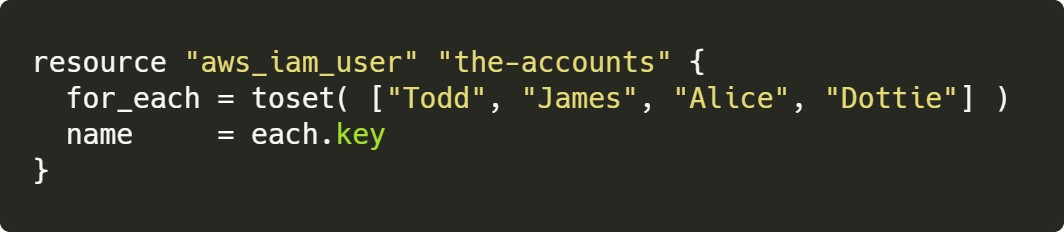 resource "aws_iam_user" "the-accounts" {
  for_each = toset( ["Todd", "James", "Alice", "Dottie"] )
  name     = each.key
}